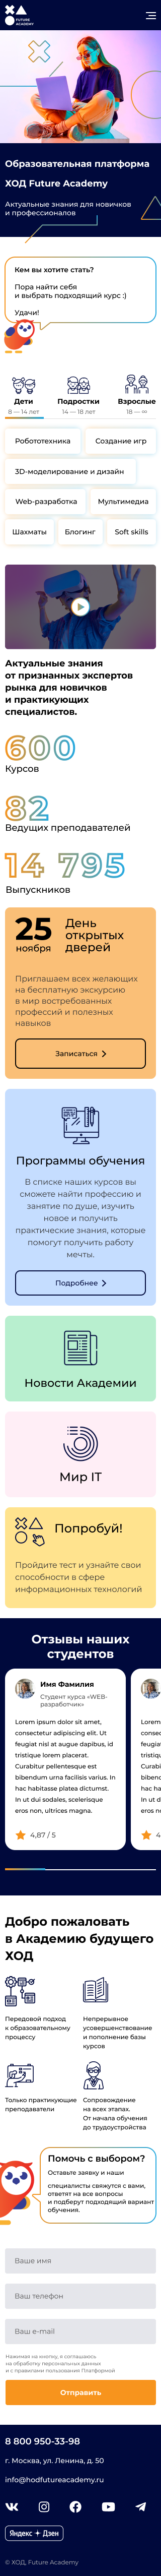 FUTURE
ACADEMY
Образовательная платформа
ХОД Future Academy
Актуальные знания для новичков
и профессионалов
Кем вы хотите стать?
Пора найти себя
и выбрать подходящий курс :)
Удачи!
Дети
8 — 14 лет
Подростки
14 — 18 лет
Взрослые
18 — ∞
Робототехника
Создание игр
3D-моделирование и дизайн
Web-разработка
Мультимедиа
Шахматы
Блогинг
Soft skills
Актуальные знания
от признанных экспертов
рынка для новичков
и практикующих
специалистов.
600
Курсов
82
Ведущих преподавателей
14 795
Выпускников
25
ноября
День
открытых
дверей
Приглашаем всех желающих
на бесплатную экскурсию
в мир востребованных
профессий и полезных
навыков
Записаться
Программы обучения
В списке наших курсов вы
сможете найти профессию и
занятие по душе, изучить
новое и получить
практические знания, которые
помогут получить работу
мечты.
Подробнее
Новости Академии
Мир IT
Попробуй!
Пройдите тест и узнайте свои
способности в сфере
информационных технологий
Отзывы наших
студентов
Имя Фамилия
Студент курса «WEB-
разработчик»
Lorem ipsum dolor sit amet,
consectetur adipiscing elit. Ut
feugiat nisl at augue dapibus, id
tristique lorem placerat.
Curabitur pellentesque est
bibendum urna facilisis varius. In
hac habitasse platea dictumst.
In ut dui sodales, scelerisque
eros non, ultrices magna.
4,87 / 5
Добро пожаловать
в Академию будущего
ХОД
Передовой подход
к образовательному
процессу
Непрерывное
усовершенствование
и пополнение базы
курсов
Только практикующие
преподаватели
Сопровождение
на всех этапах.
От начала обучения
до трудоустройства
Помочь с выбором?
Оставьте заявку и наши
специалисты свяжутся с вами,
ответят на все вопросы
и подберут подходящий вариант
обучения.
Ваше имя
Ваш телефон
Ваш e-mail
Нажимая на кнопку, я соглашаюсь
на обработку персональных данных
и с правилами пользования Платформой
Отправить
8 800 950-33-98
г. Москва, ул. Ленина, д. 50
info@hodfutureacademy.ru
Яндекс Дзен
© ХОД, Future Academy